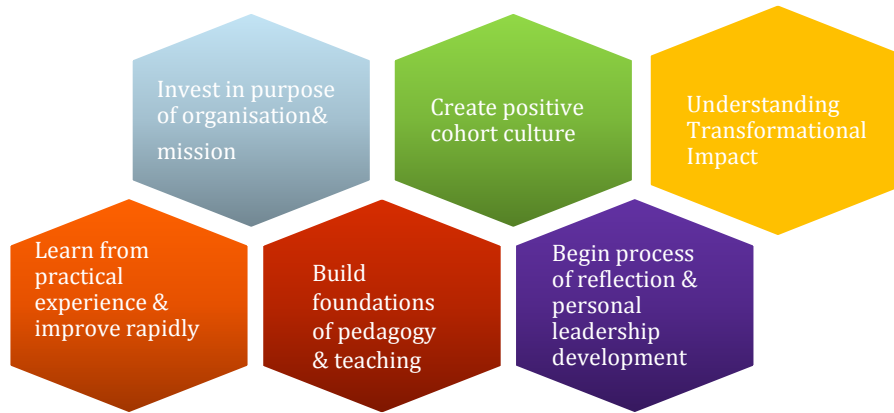 Invest in purpose
of organisation&
mission
Create positive
cohort culture
Understanding
Transformational
Impact
Learn from
practical
experience &
improve rapidly
Build
foundations
of pedagogy
& teaching
Begin process
of reflection &
personal
leadership
development